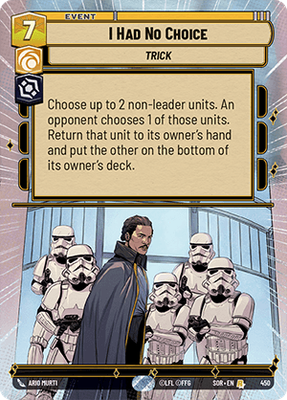 EVENT
7
I HAD NO CHOICE
TRICK
Choose up to 2 non-leader units. An
opponent chooses 1 of those units.
Return that unit to its owner's hand
and put the other on the bottom of
its owner's deck.
ARIO MURTI
©LFL ©FFG
SOR • EN
450